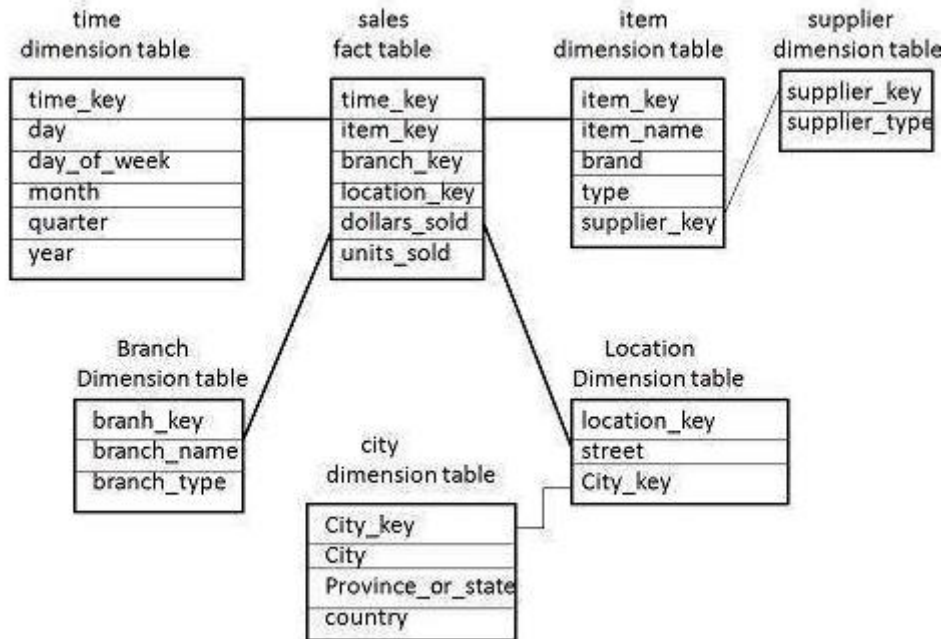 time
dimension table
time_key
day
day_of_week
month
quarter
year
sales
fact table
time_key
item_key
branch_key
location_key
dollars_sold
units_sold
item
dimension table
item_key
item_name
brand
type
supplier_key
supplier
dimension table
supplier_key
supplier_type
Branch
Dimension table
branh_key
branch_name
branch_type
city
dimension table
City_key
City
Province_or_state
country
Location
Dimension table
location_key
street
City_key